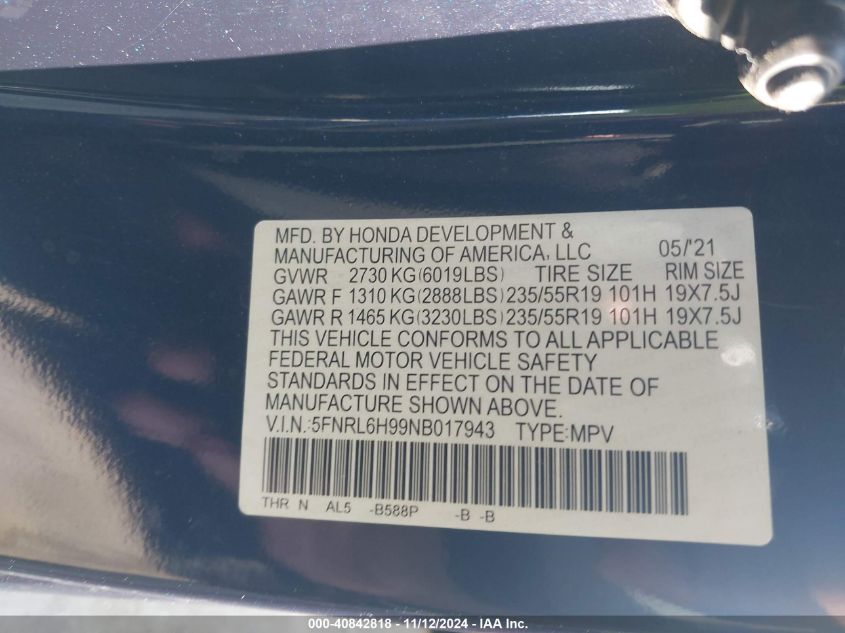 MFD. BY HONDA DEVELOPMENT &
MANUFACTURING OF AMERICA, LLC 05/'21
GVWR 2730 KG(6019LBS) TIRE SIZE RIM SIZE
GAWR F 1310 KG(2888LBS) 235/55R19 101H 19X7.5J
GAWR R 1465 KG(3230LBS) 235/55R19 101H 19X7.5J
THIS VEHICLE CONFORMS TO ALL APPLICABLE
FEDERAL MOTOR VEHICLE SAFETY
STANDARDS IN EFFECT ON THE DATE OF
MANUFACTURE SHOWN ABOVE.
V.I.N.:5FNRL6H99NB017943 TYPE:MPV
THR N AL5 -B588P -B -B
00-40842818 - 11/12/2024 - IAA Inc.